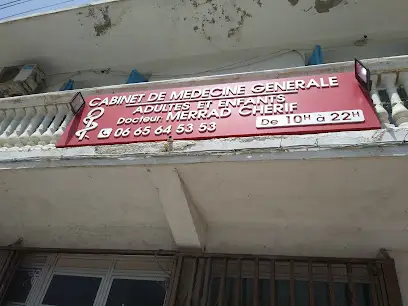 CABINET DE MEDECINE GENERALE
ADULTES ET ENFANTS
Docteur, MERRAD CHERIF
06 65 64 53 53
De 10H à 22H